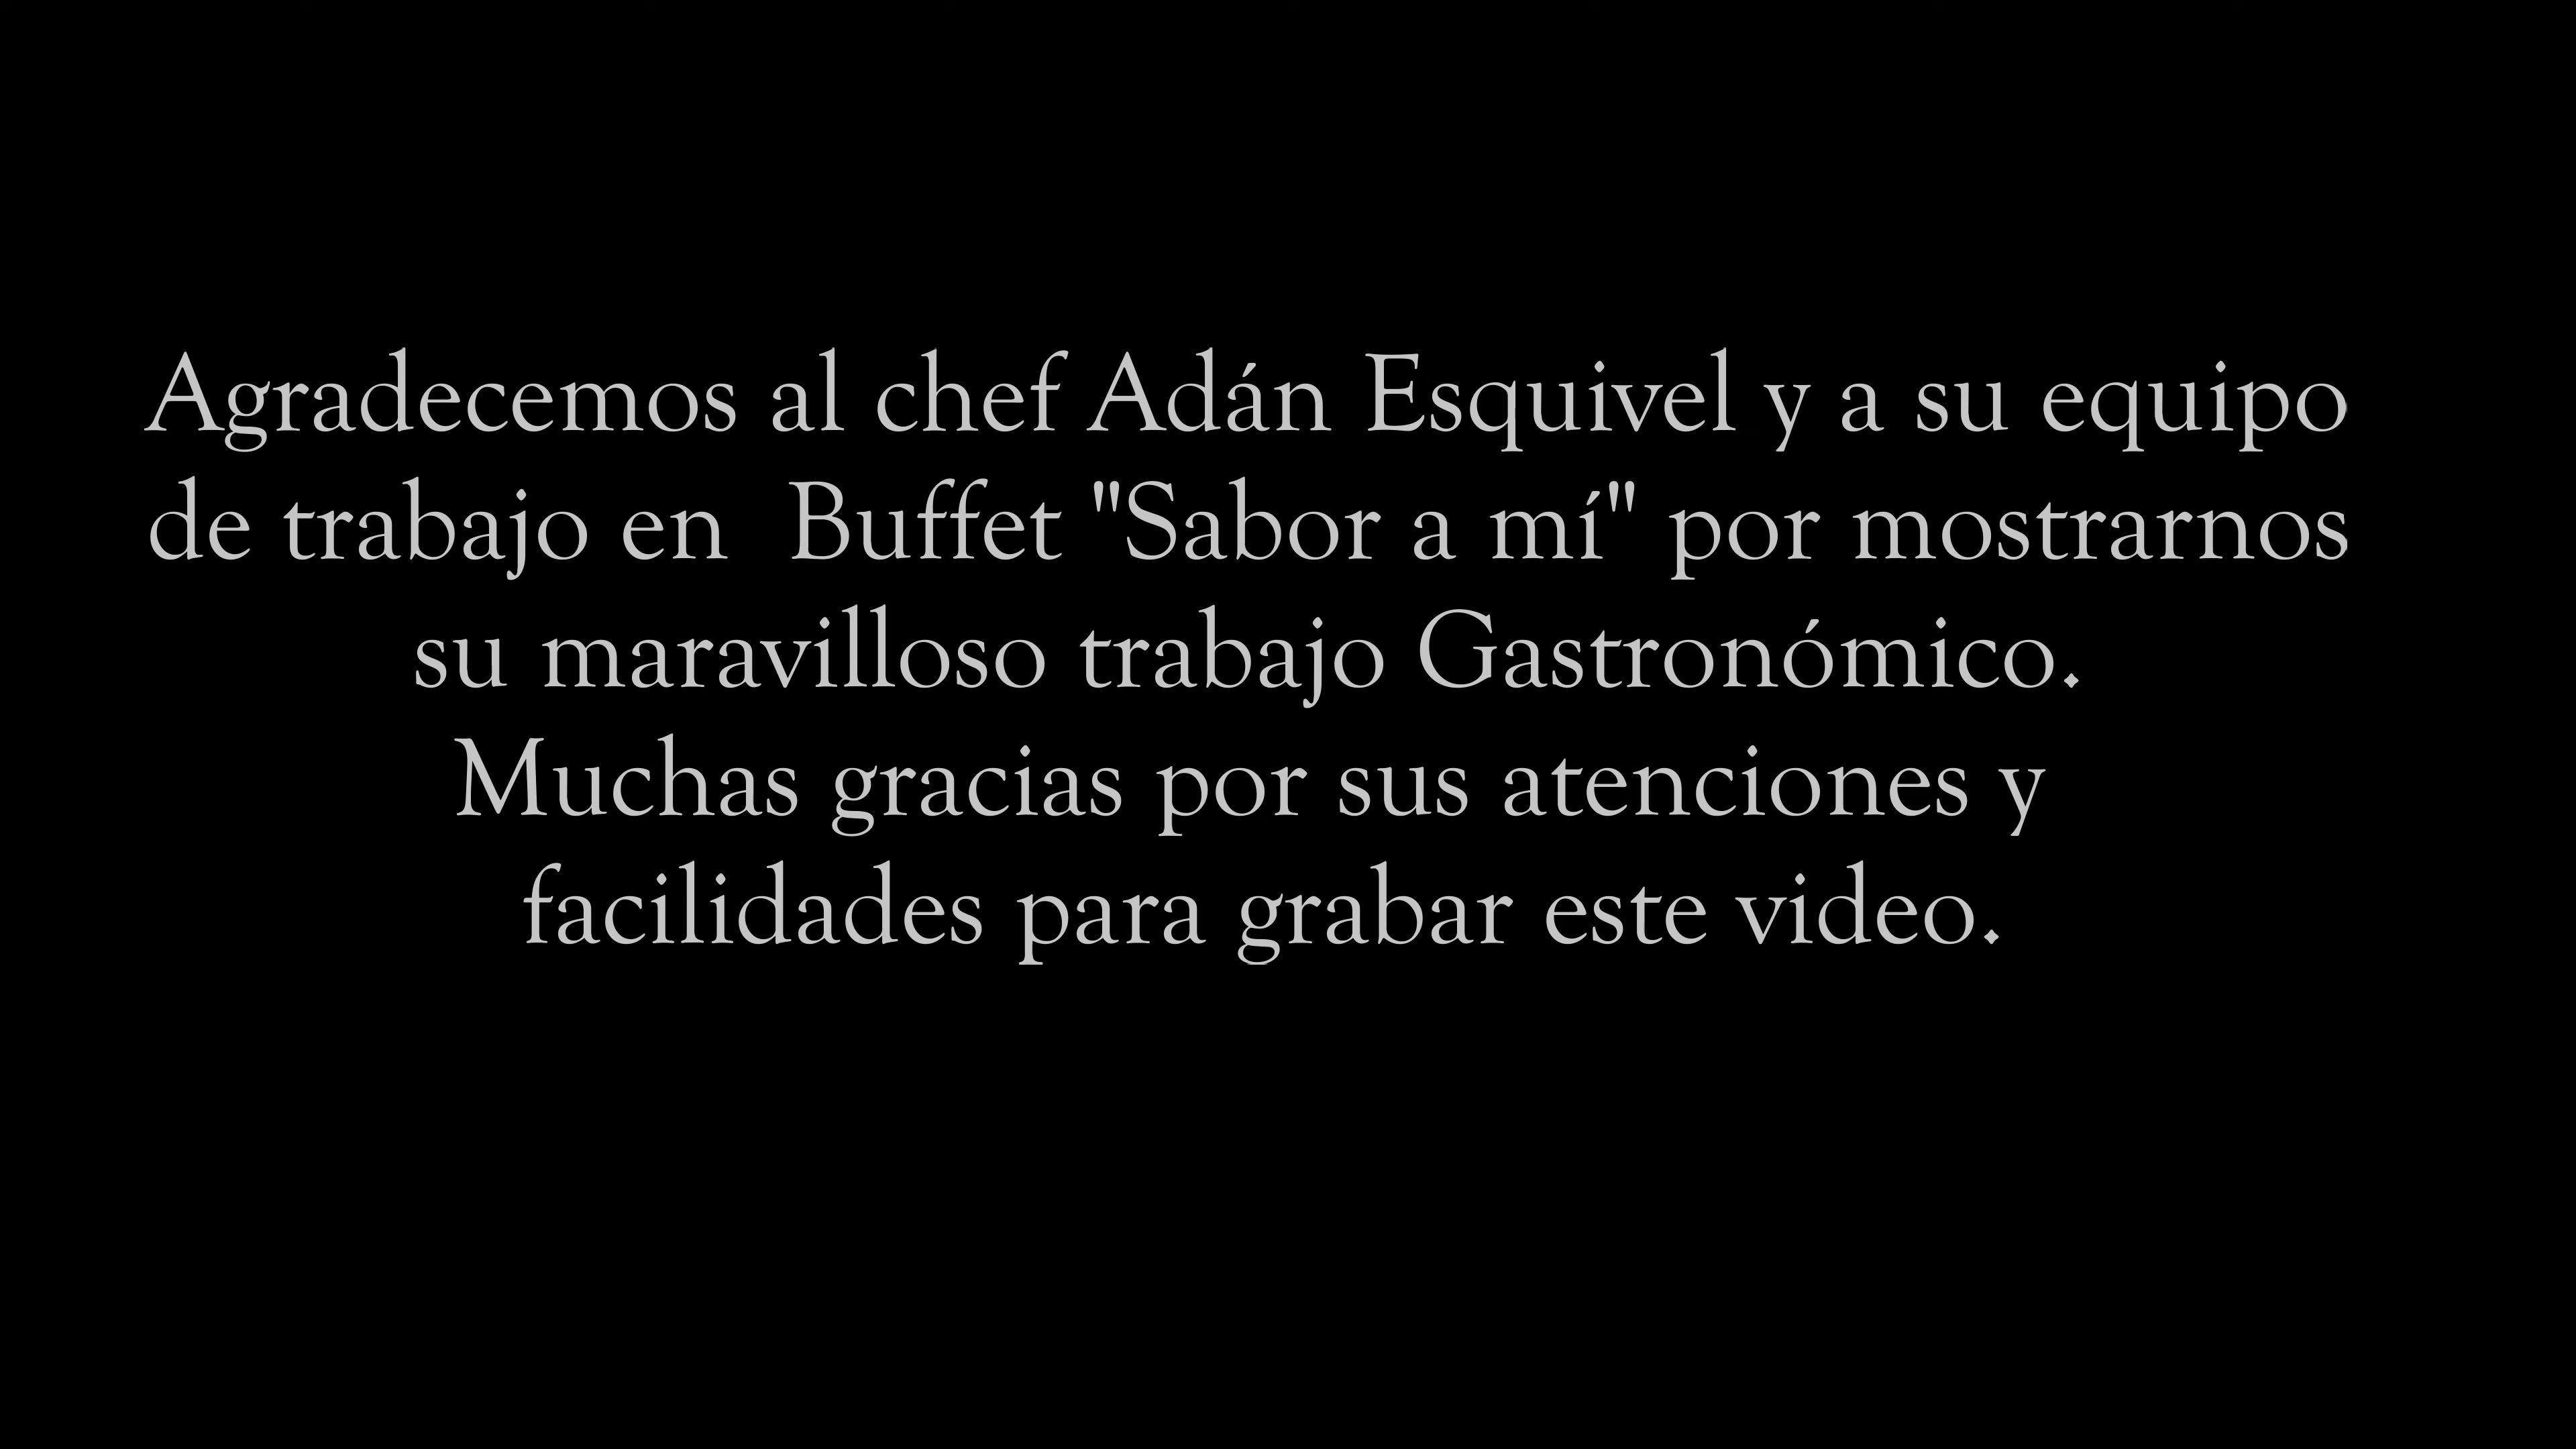 Agradecemos al chef Adán Esquivel y a su equipo
de trabajo en  Buffet "Sabor a mí" por mostrarnos
su maravilloso trabajo Gastronómico.
Muchas gracias por sus atenciones y
facilidades para grabar este video.